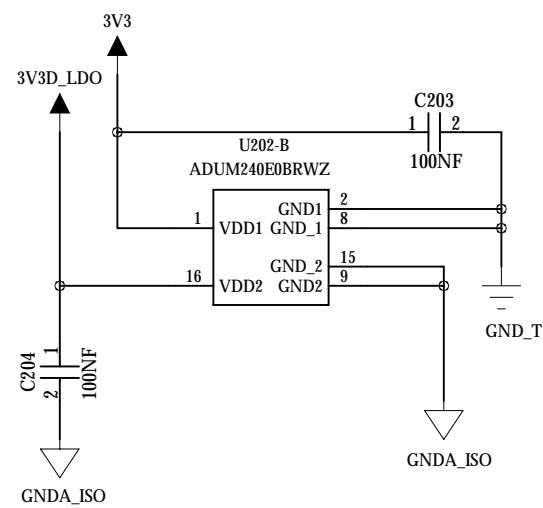 3V3
3V3D_LDO
C203
1 2
100NF
U202-B
ADUM240E0BRWZ
1 VDD1 GND1 2
GND_1 8
GND_2 15
16 VDD2 GND2 9
GND_T
C204
1
2
100NF
GNDA_ISO
GNDA_ISO